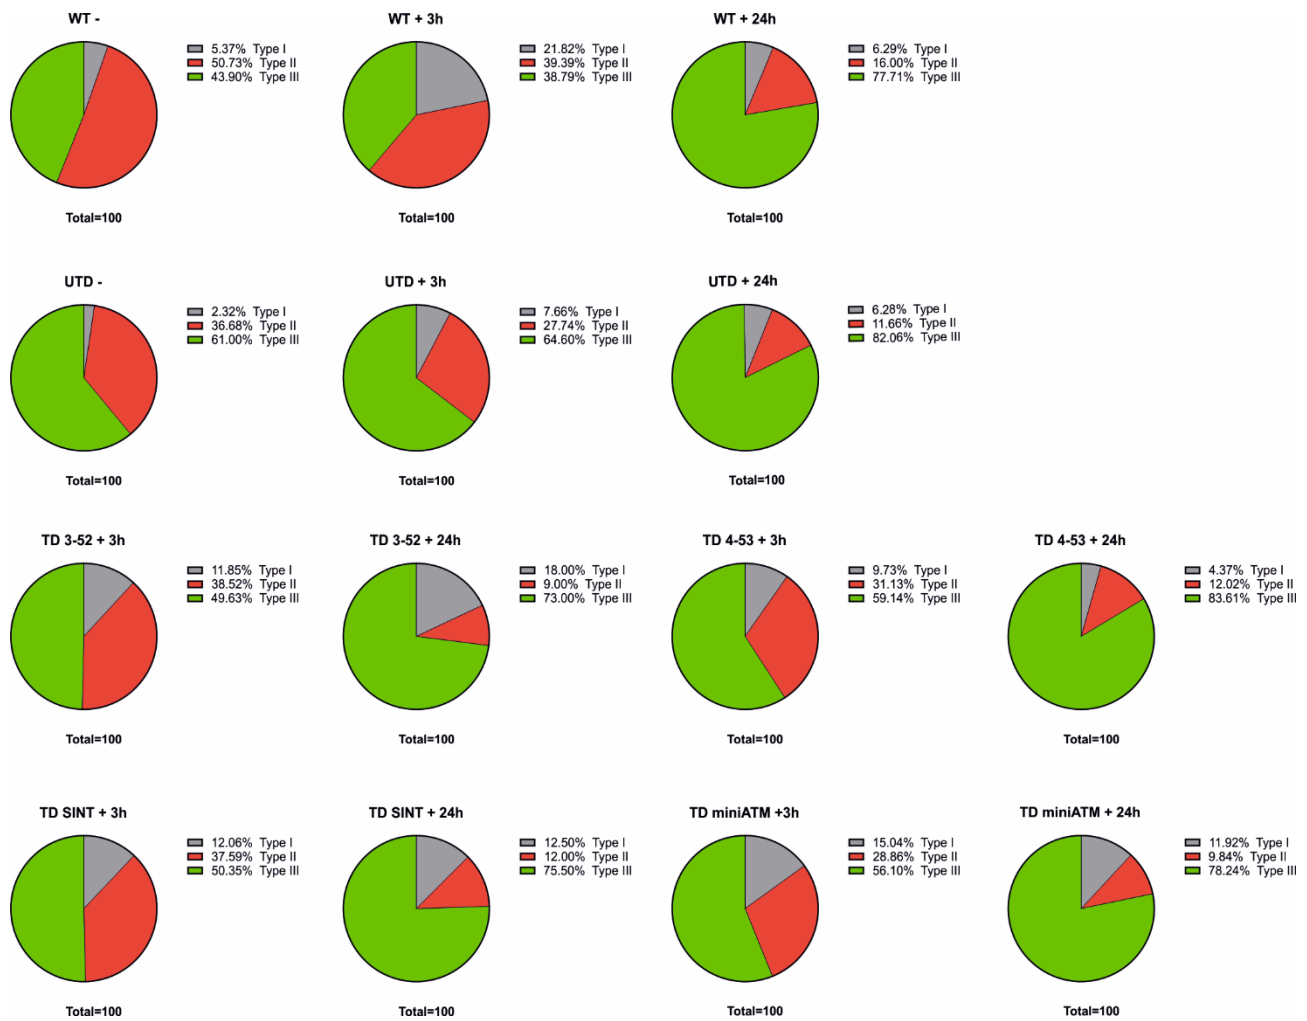 WT -
5.37% Type I
50.73% Type II
43.90% Type III
Total=100
WT + 3h
21.82% Type I
39.39% Type II
38.79% Type III
Total=100
WT + 24h
6.29% Type I
16.00% Type II
77.71% Type III
Total=100
UTD -
2.32% Type I
36.68% Type II
61.00% Type III
Total=100
UTD + 3h
7.66% Type I
27.74% Type II
64.60% Type III
Total=100
UTD + 24h
6.28% Type I
11.66% Type II
82.06% Type III
Total=100
TD 3-52 + 3h
11.85% Type I
38.52% Type II
49.63% Type III
Total=100
TD 3-52 + 24h
18.00% Type I
9.00% Type II
73.00% Type III
Total=100
TD 4-53 + 3h
9.73% Type I
31.13% Type II
59.14% Type III
Total=100
TD 4-53 + 24h
4.37% Type I
12.02% Type II
83.61% Type III
Total=100
TD SINT + 3h
12.06% Type I
37.59% Type II
50.35% Type III
Total=100
TD SINT + 24h
12.50% Type I
12.00% Type II
75.50% Type III
Total=100
TD miniATM +3h
15.04% Type I
28.86% Type II
56.10% Type III
Total=100
TD miniATM + 24h
11.92% Type I
9.84% Type II
78.24% Type III
Total=100